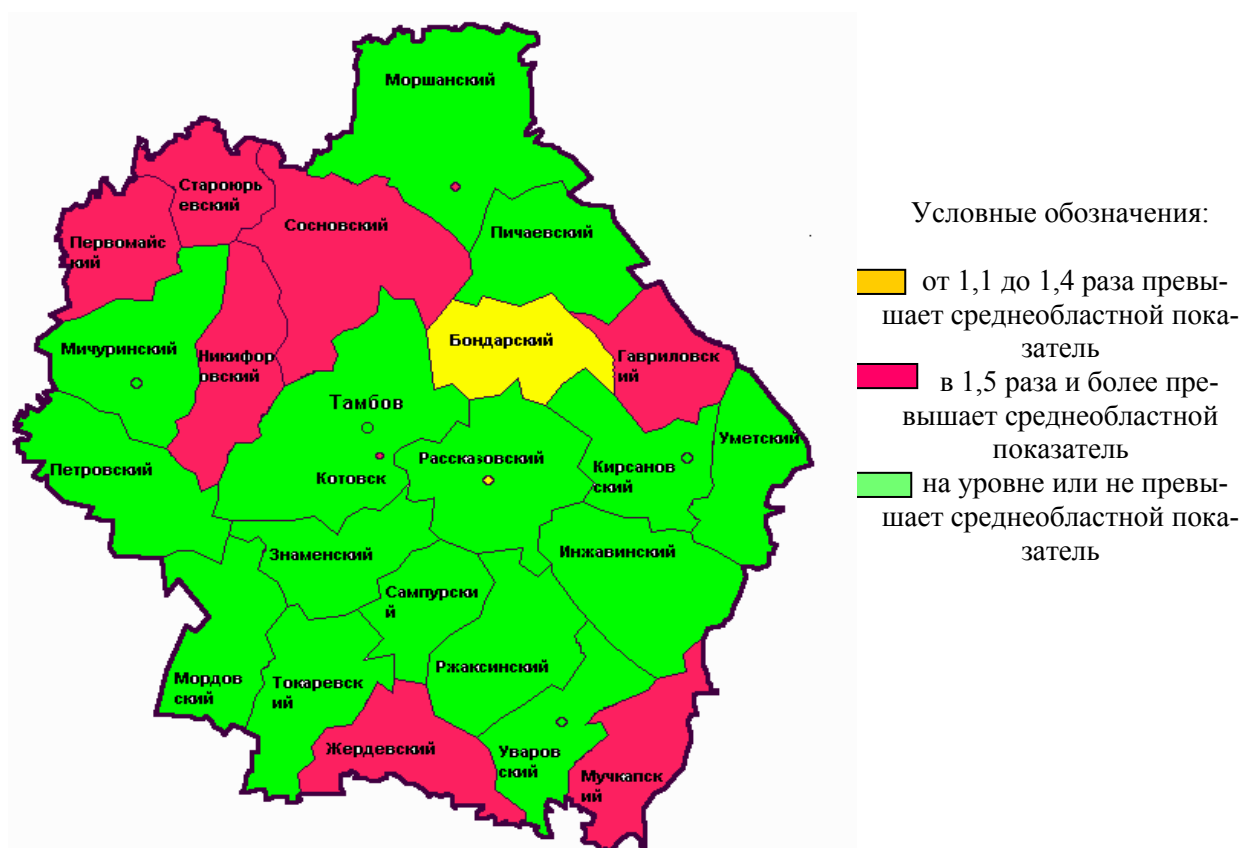 Моршанский
Староюрь
евский
Сосновский
Первомайс
кий
Пичаевский
Мичуринский
Никифор
овский
Бондарский
Гавриловск
ий
Тамбов
Уметский
Петровский
Котовск
Рассказовский
Кирсанов
ский
Знаменский
Инжавинский
Сампурски
й
Ржаксинский
Мордов
ский
Токаревск
ий
Жердевский
Уваров
ский
Мучкапск
ий
Условные обозначения:
от 1,1 до 1,4 раза превы-
шает среднеобластной пока-
затель
в 1,5 раза и более пре-
вышает среднеобластной
показатель
на уровне или не превы-
шает среднеобластной пока-
затель